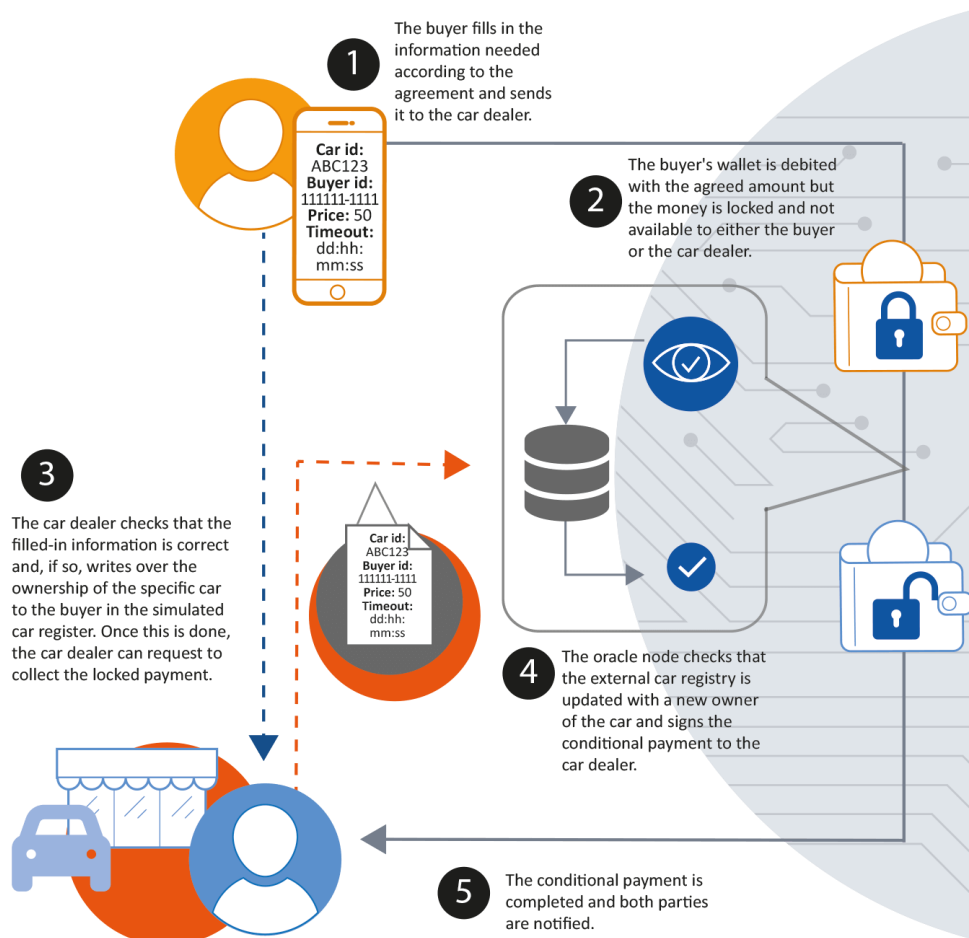 1
The buyer fills in the
information needed
according to the
agreement and sends
it to the car dealer.
Car id:
ABC123
Buyer id:
111111-1111
Price: 50
Timeout:
dd:hh:
mm:ss
2
The buyer's wallet is debited
with the agreed amount but
the money is locked and not
available to either the buyer
or the car dealer.
3
The car dealer checks that the
filled-in information is correct
and, if so, writes over the
ownership of the specific car
to the buyer in the simulated
car register. Once this is done,
the car dealer can request to
collect the locked payment.
Car id:
ABC123
Buyer id:
111111-1111
Price: 50
Timeout:
dd:hh:
mm:ss
4
The oracle node checks that
the external car registry is
updated with a new owner
of the car and signs the
conditional payment to the
car dealer.
5
The conditional payment is
completed and both parties
are notified.